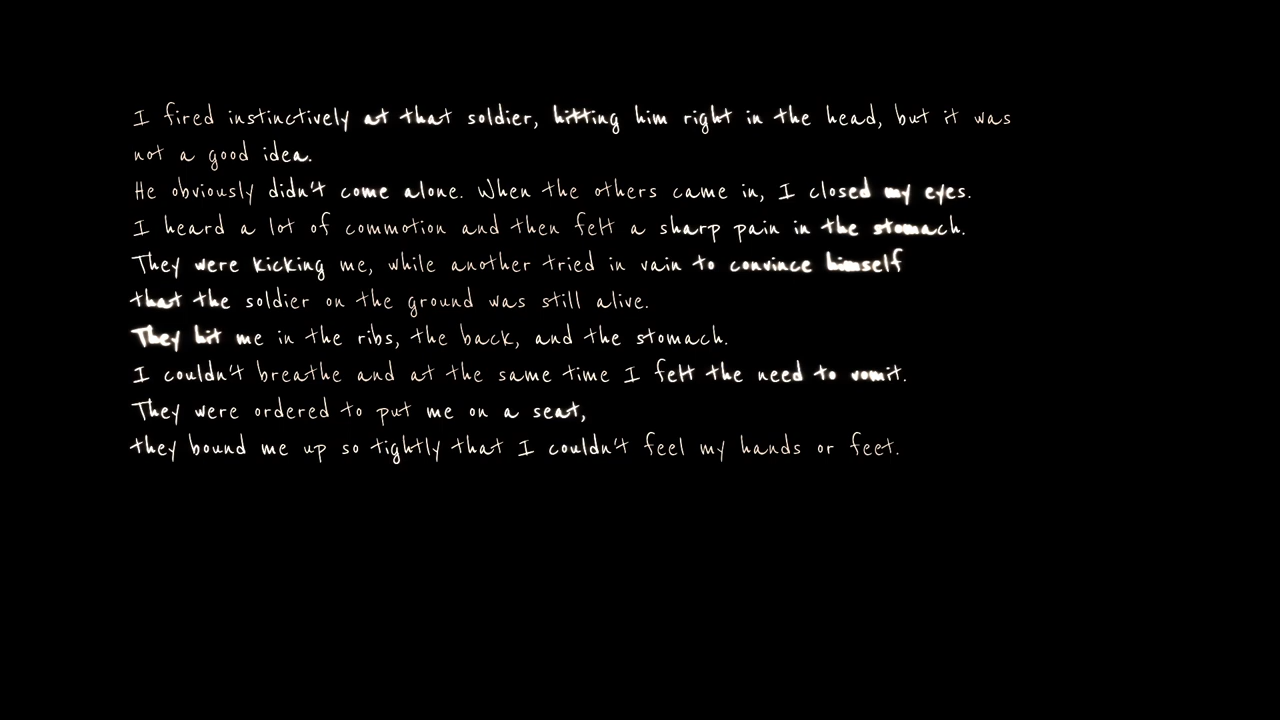 I fired instinctively at that soldier, hitting him right in the head, but it was
not a good idea.
He obviously didn't come alone. When the others came in, I closed my eyes.
I heard a lot of commotion and then felt a sharp pain in the stomach.
They were kicking me, while another tried in vain to convince himself
that the soldier on the ground was still alive.
They hit me in the ribs, the back, and the stomach.
I couldn't breathe and at the same time I felt the need to vomit.
They were ordered to put me on a seat,
they bound me up so tightly that I couldn't feel my hands or feet.